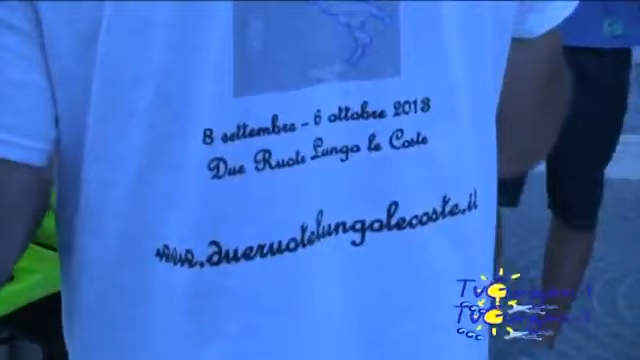 8 settembre - 6 ottobre 2013
Due Ruote Lungo le Coste
www.dueruotelungolecoste.it